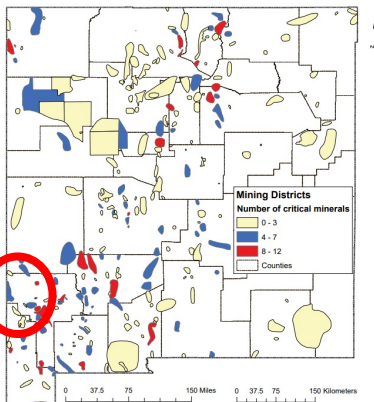 Mining Districts
Number of critical minerals
0 - 3
4 - 7
8 - 12
Counties
0 37.5 75 150 Miles
0 37.5 75 150 Kilometers